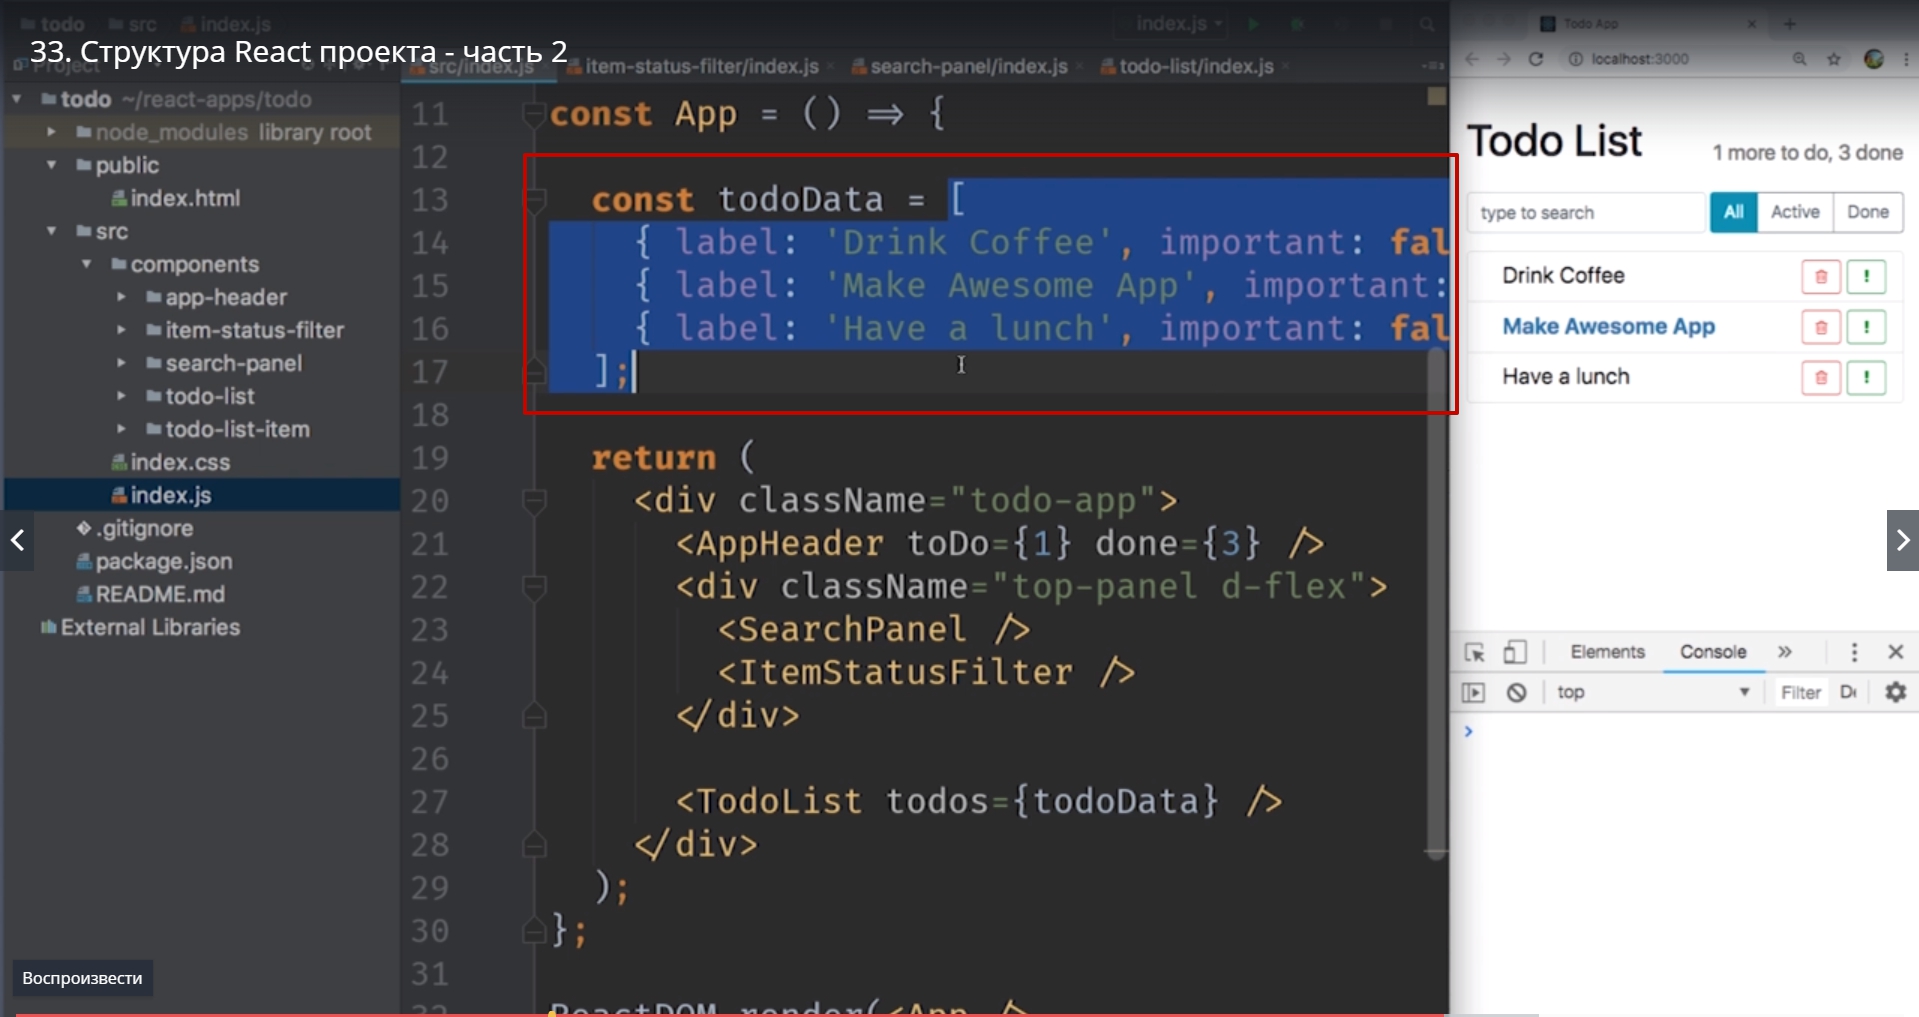 todo src index.js
index.js
33. Структура React проекта - часть 2
Project
src/index.js item-status-filter/index.js search-panel/index.js todo-list/index.js
todo ~/react-apps/todo
node_modules library root
public
index.html
src
components
app-header
item-status-filter
search-panel
todo-list
todo-list-item
index.css
index.js
.gitignore
package.json
README.md
External Libraries
11 const App = () => {
12
13 const todoData = [
14 { label: 'Drink Coffee', important: fal
15 { label: 'Make Awesome App', important:
16 { label: 'Have a lunch', important: fal
17 ];
18
19 return (
20 <div className="todo-app">
21 <AppHeader toDo={1} done={3} />
22 <div className="top-panel d-flex">
23 <SearchPanel />
24 <ItemStatusFilter />
25 </div>
26
27 <TodoList todos={todoData} />
28 </div>
29 );
30 };
31
32 ReactDOM.render(<App />
Воспроизвести
Todo App
localhost:3000
Todo List
1 more to do, 3 done
type to search All Active Done
Drink Coffee
Make Awesome App
Have a lunch
Elements Console
top Filter